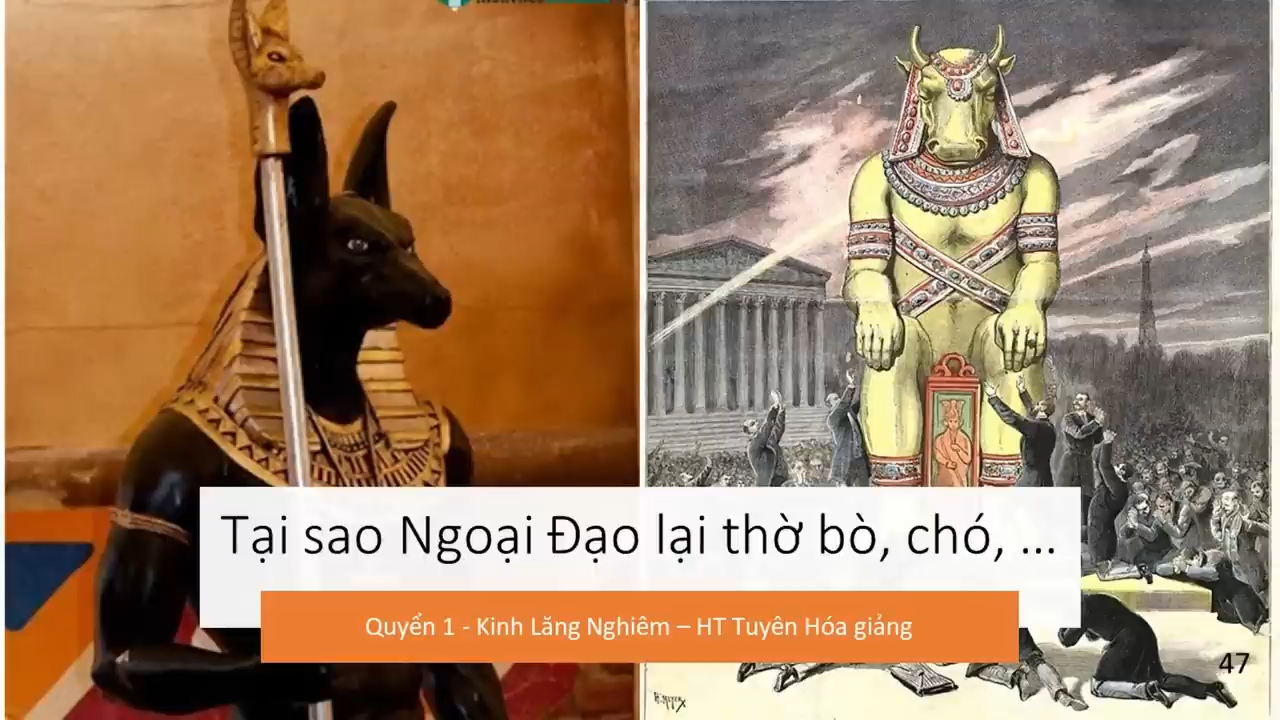 Tại sao Ngoại Đạo lại thờ bò, chó, ...
Quyển 1 - Kinh Lăng Nghiêm – HT Tuyên Hóa giảng
47